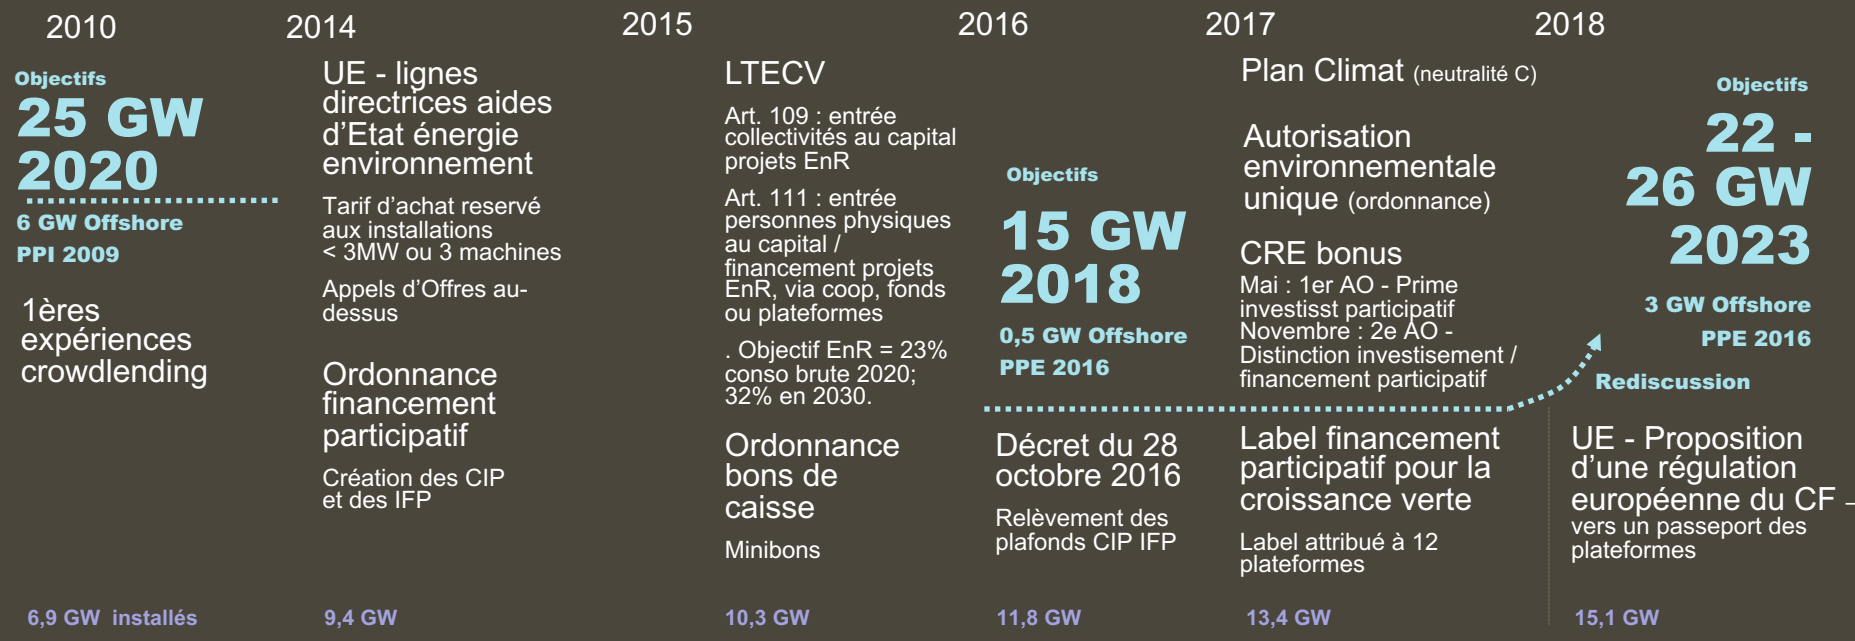 2010
Objectifs
25 GW
2020
6 GW Offshore
PPI 2009
1ères
expériences
crowdlending
6,9 GW installés
2014
UE - lignes
directrices aides
d’Etat énergie
environnement
Tarif d’achat reservé
aux installations
< 3MW ou 3 machines
Appels d’Offres au-
dessus
Ordonnance
financement
participatif
Création des CIP
et des IFP
9,4 GW
2015
LTECV
Art. 109 : entrée
collectivités au capital
projets EnR
Art. 111 : entrée
personnes physiques
au capital /
financement projets
EnR, via coop, fonds
ou plateformes
. Objectif EnR = 23%
conso brute 2020;
32% en 2030.
Ordonnance
bons de
caisse
Minibons
10,3 GW
2016
Objectifs
15 GW
2018
0,5 GW Offshore
PPE 2016
Décret du 28
octobre 2016
Relèvement des
plafonds CIP IFP
11,8 GW
2017
Plan Climat (neutralité C)
Autorisation
environnementale
unique (ordonnance)
CRE bonus
Mai : 1er AO - Prime
investisst participatif
Novembre : 2e AO -
Distinction investisement /
financement participatif
Label financement
participatif pour la
croissance verte
Label attribué à 12
plateformes
13,4 GW
2018
Objectifs
22 -
26 GW
2023
3 GW Offshore
PPE 2016
Rediscussion
UE - Proposition
d’une régulation
européenne du CF –
vers un passeport des
plateformes
15,1 GW